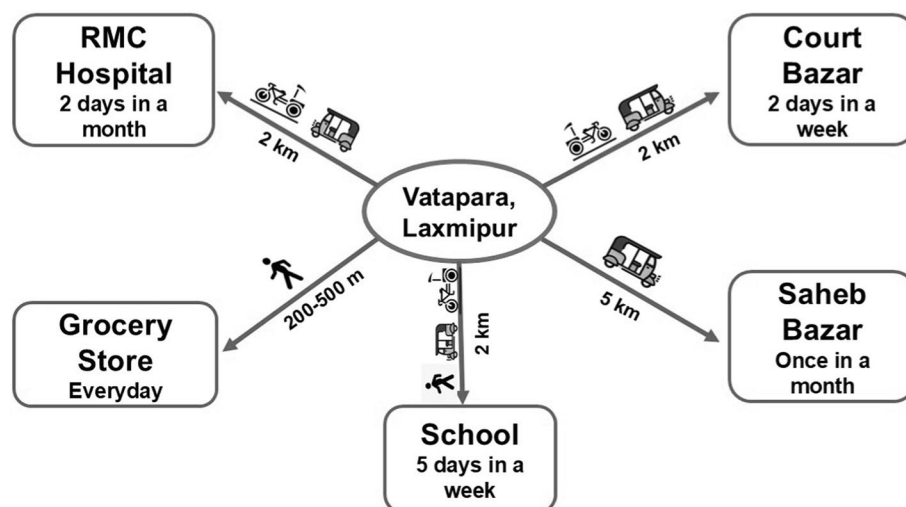 RMC
Hospital
2 days in a
month
2 km
Court
Bazar
2 days in a
week
2 km
Vatapara,
Laxmipur
Grocery
Store
Everyday
200-500 m
School
5 days in a
week
2 km
Saheb
Bazar
Once in a
month
5 km